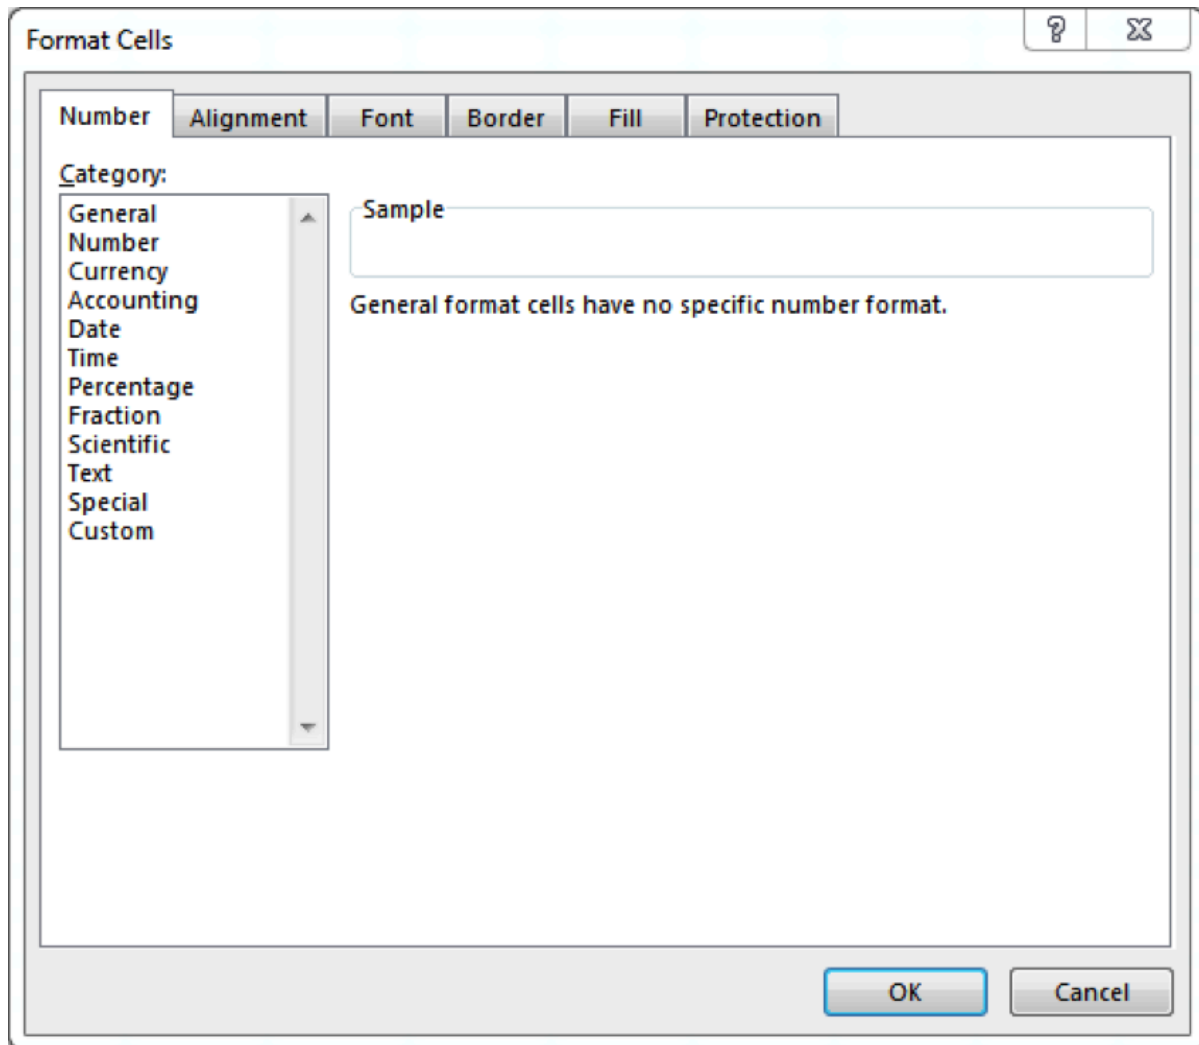 Format Cells
Number Alignment Font Border Fill Protection
Category:
General
Number
Currency
Accounting
Date
Time
Percentage
Fraction
Scientific
Text
Special
Custom
Sample
General format cells have no specific number format.
OK Cancel